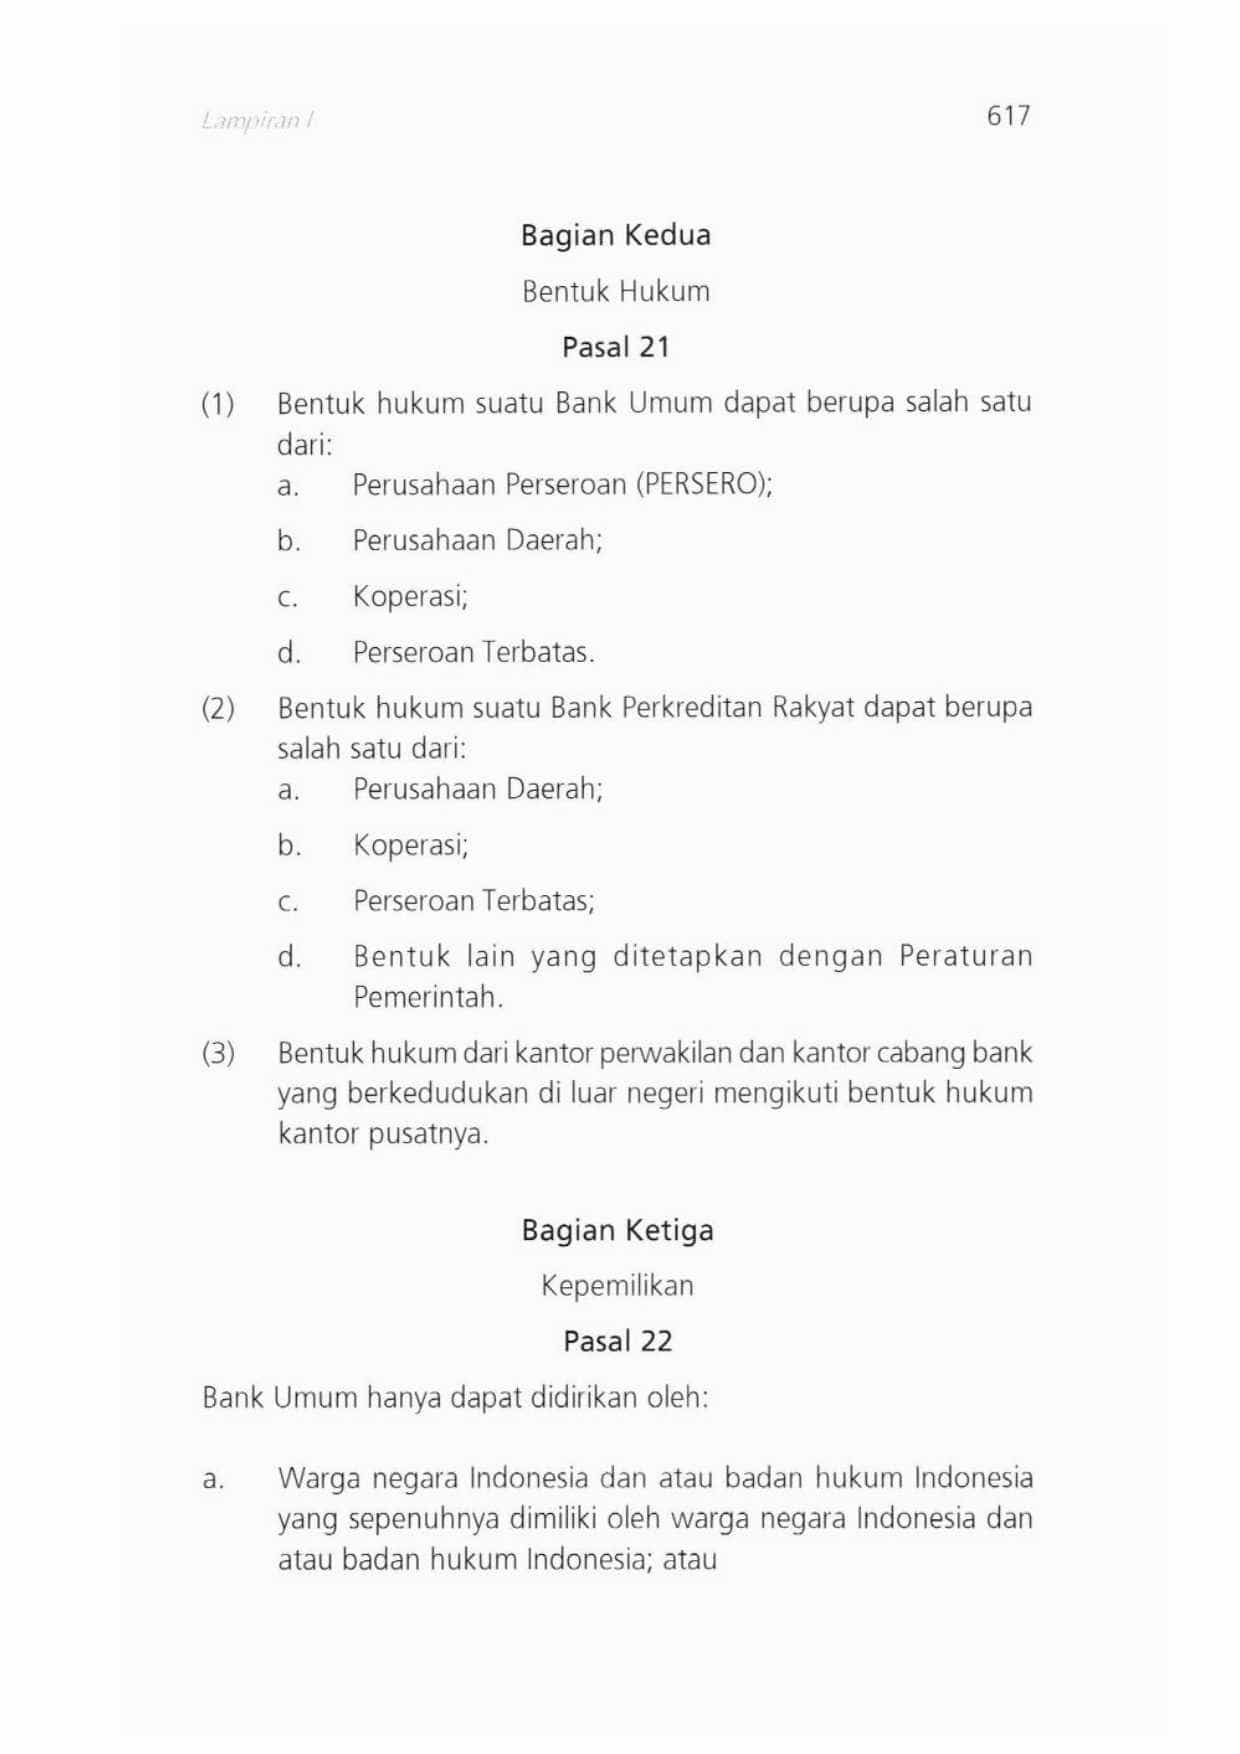 Lampiran I
617
Bagian Kedua
Bentuk Hukum
Pasal 21
(1) Bentuk hukum suatu Bank Umum dapat berupa salah satu
dari:
a. Perusahaan Perseroan (PERSERO);
b. Perusahaan Daerah;
c. Koperasi;
d. Perseroan Terbatas.
(2) Bentuk hukum suatu Bank Perkreditan Rakyat dapat berupa
salah satu dari:
a. Perusahaan Daerah;
b. Koperasi;
c. Perseroan Terbatas;
d. Bentuk lain yang ditetapkan dengan Peraturan
Pemerintah.
(3) Bentuk hukum dari kantor perwakilan dan kantor cabang bank
yang berkedudukan di luar negeri mengikuti bentuk hukum
kantor pusatnya.
Bagian Ketiga
Kepemilikan
Pasal 22
Bank Umum hanya dapat didirikan oleh:
a. Warga negara Indonesia dan atau badan hukum Indonesia
yang sepenuhnya dimiliki oleh warga negara Indonesia dan
atau badan hukum Indonesia; atau